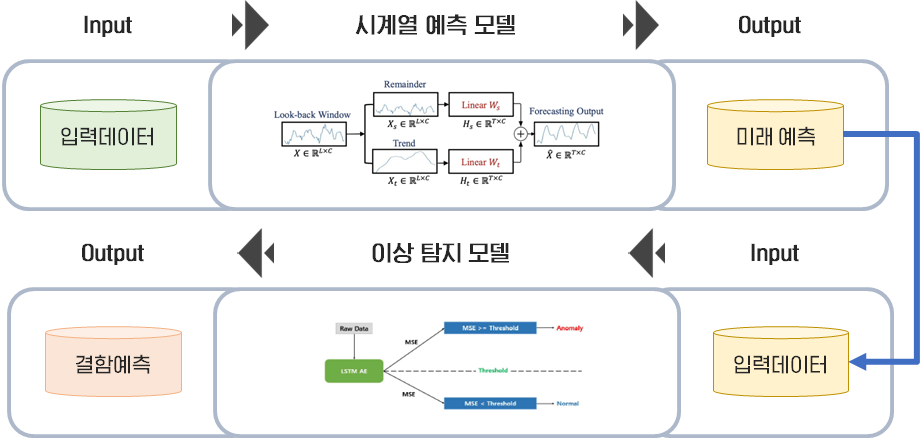 Input
시계열 예측 모델
Output
입력데이터
Look-back Window
X ∈ ℝ^{L×C}
Remainder
X_s ∈ ℝ^{L×C}
Linear W_s
H_s ∈ ℝ^{T×C}
Trend
X_t ∈ ℝ^{L×C}
Linear W_t
H_t ∈ ℝ^{T×C}
+
Forecasting Output
X̂ ∈ ℝ^{T×C}
미래 예측
Output
이상 탐지 모델
Input
결함예측
Raw Data
LSTM AE
MSE
MSE >= Threshold
Anomaly
Threshold
MSE
MSE < Threshold
Normal
입력데이터